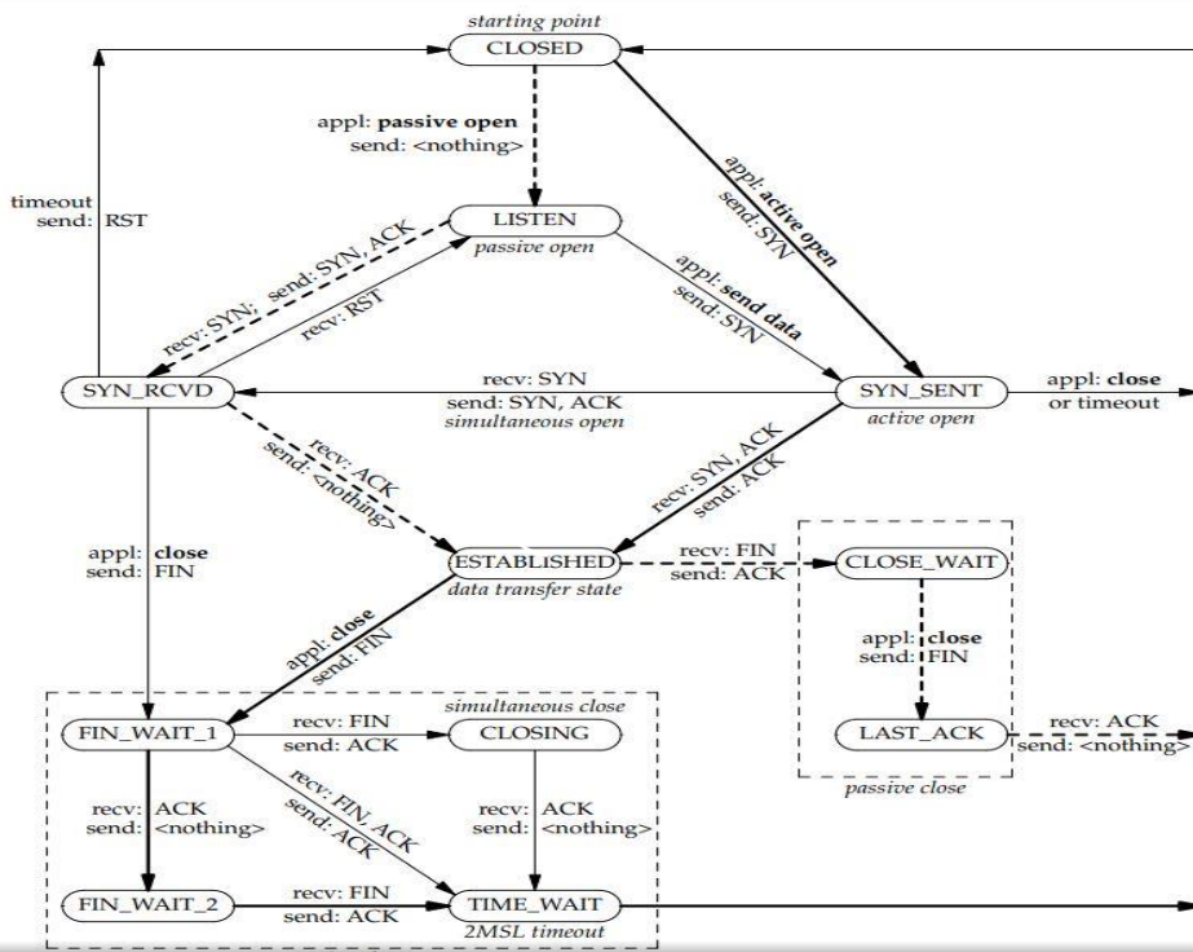 starting point
CLOSED
appl: passive open
send: <nothing>
appl: active open
send: SYN
timeout
send: RST
LISTEN
passive open
recv: SYN; send: SYN, ACK
recv: RST
appl: send data
send: SYN
SYN_RCVD
recv: SYN
send: SYN, ACK
simultaneous open
SYN_SENT
active open
appl: close
or timeout
recv: ACK
send: <nothing>
recv: SYN, ACK
send: ACK
appl: close
send: FIN
ESTABLISHED
data transfer state
recv: FIN
send: ACK
CLOSE_WAIT
appl: close
send: FIN
appl: close
send: FIN
simultaneous close
FIN_WAIT_1
recv: FIN
send: ACK
CLOSING
LAST_ACK
recv: ACK
send: <nothing>
passive close
recv: ACK
send: <nothing>
recv: FIN, ACK
send: ACK
recv: ACK
send: <nothing>
FIN_WAIT_2
recv: FIN
send: ACK
TIME_WAIT
2MSL timeout